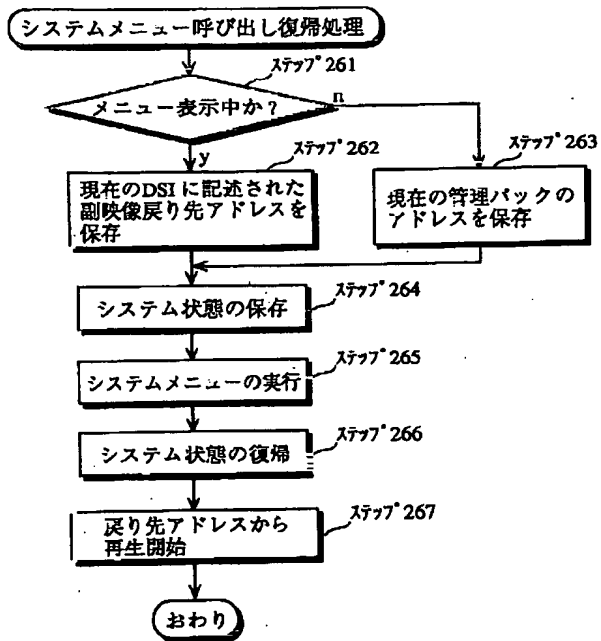 システムメニュー呼び出し復帰処理
ステップ261
メニュー表示中か？
n
y
ステップ262
現在のDSIに記述された
副映像戻り先アドレスを
保存
ステップ263
現在の管理パックの
アドレスを保存
ステップ264
システム状態の保存
ステップ265
システムメニューの実行
ステップ266
システム状態の復帰
ステップ267
戻り先アドレスから
再生開始
おわり